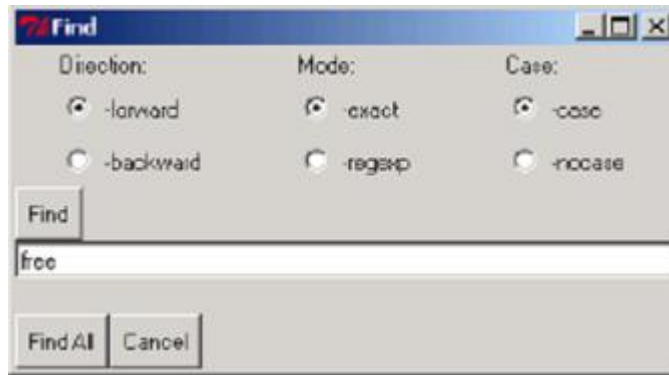 Find
Direction: Mode: Case:
-forward -exact -case
-backward -regexp -nocase
Find
free
Find All Cancel